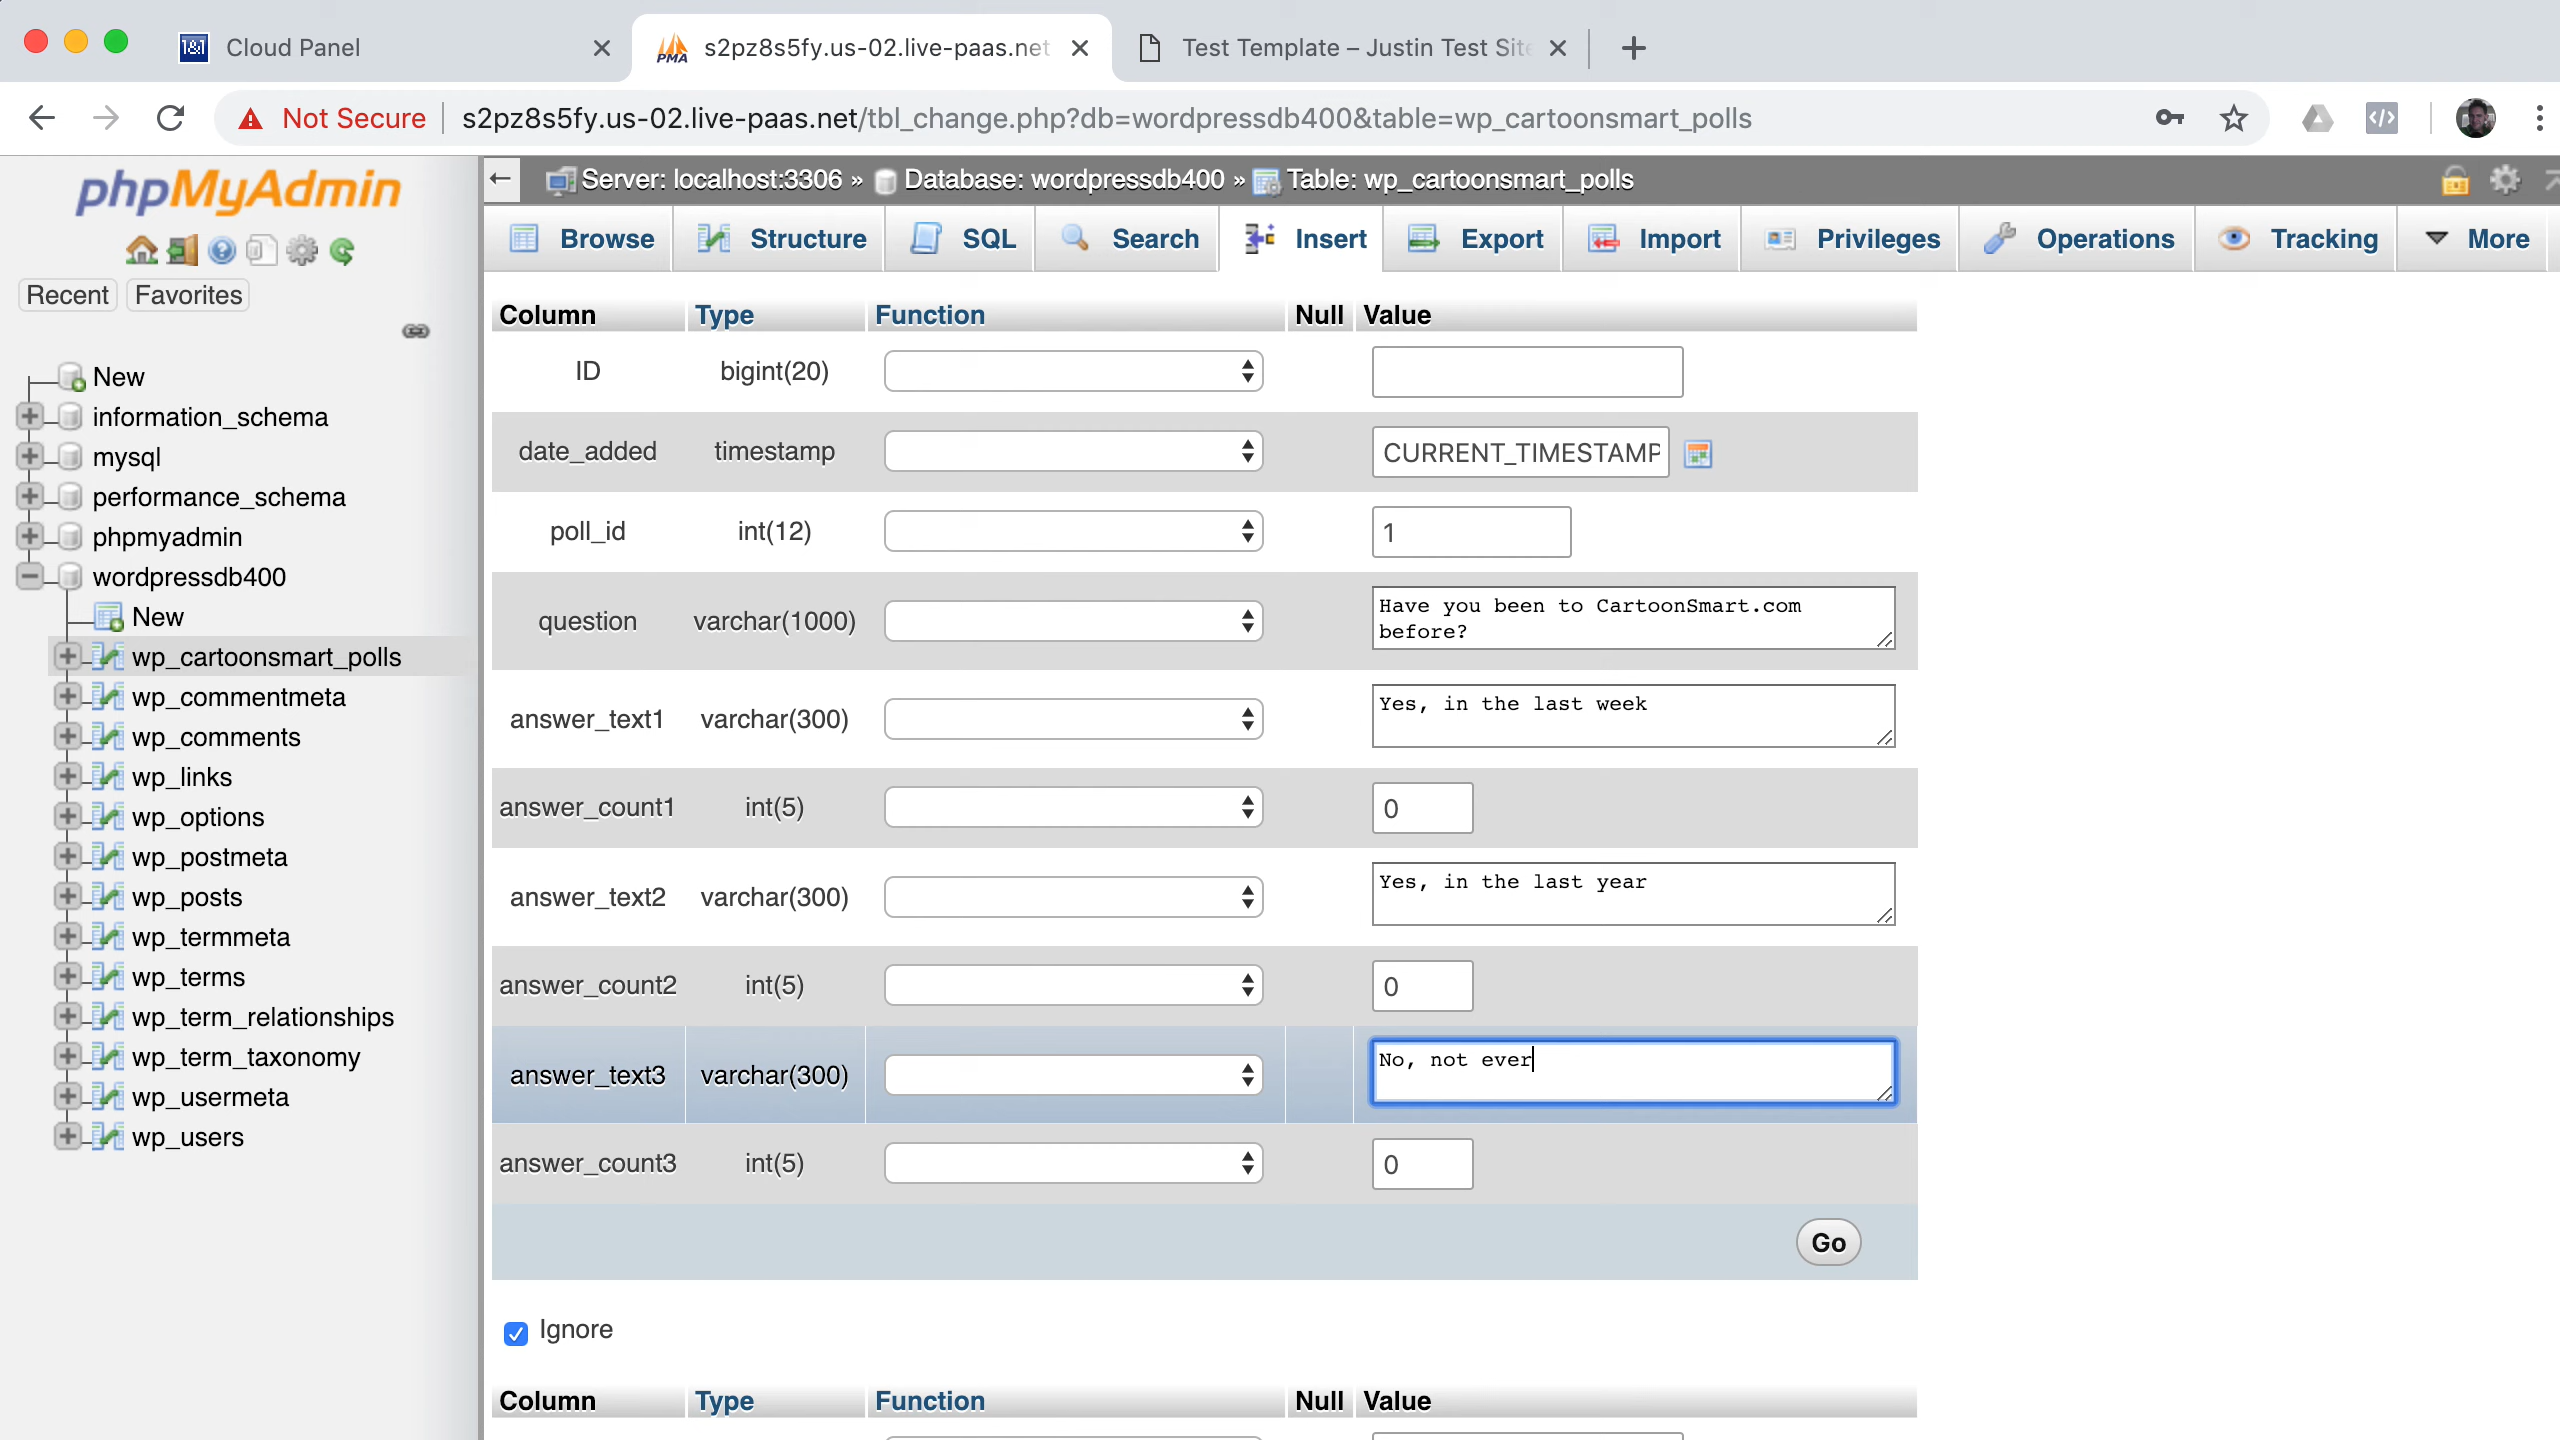 Cloud Panel
PMA s2pz8s5fy.us-02.live-paas.net
Test Template – Justin Test Site
Not Secure s2pz8s5fy.us-02.live-paas.net/tbl_change.php?db=wordpressdb400&table=wp_cartoonsmart_polls
phpMyAdmin
Recent Favorites
New
information_schema
mysql
performance_schema
phpmyadmin
wordpressdb400
New
wp_cartoonsmart_polls
wp_commentmeta
wp_comments
wp_links
wp_options
wp_postmeta
wp_posts
wp_termmeta
wp_terms
wp_term_relationships
wp_term_taxonomy
wp_usermeta
wp_users
Server: localhost:3306 » Database: wordpressdb400 » Table: wp_cartoonsmart_polls
Browse Structure SQL Search Insert Export Import Privileges Operations Tracking More
Column Type Function Null Value
ID bigint(20)
date_added timestamp CURRENT_TIMESTAMP
poll_id int(12) 1
question varchar(1000) Have you been to CartoonSmart.com
before?
answer_text1 varchar(300) Yes, in the last week
answer_count1 int(5) 0
answer_text2 varchar(300) Yes, in the last year
answer_count2 int(5) 0
answer_text3 varchar(300) No, not ever
answer_count3 int(5) 0
Go
Ignore
Column Type Function Null Value